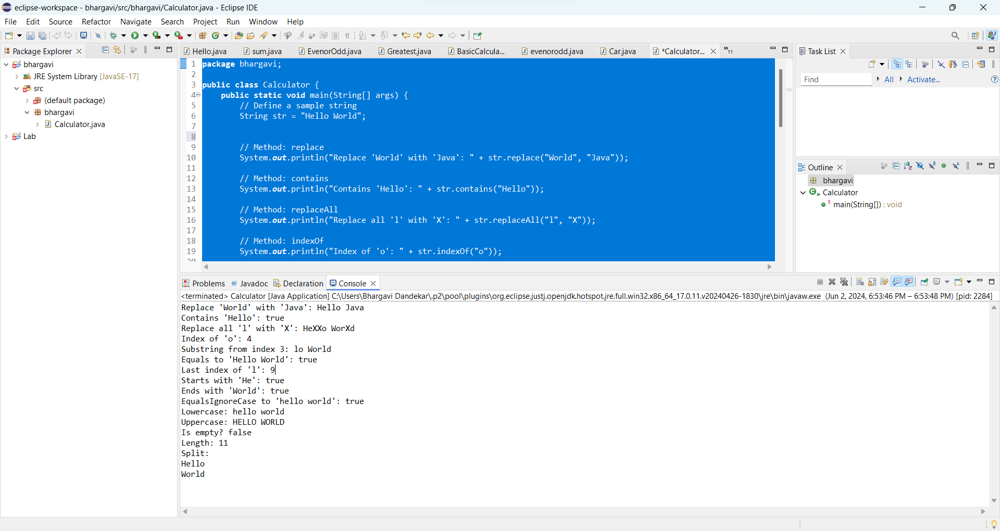 eclipse-workspace - bhargavi/src/bhargavi/Calculator.java - Eclipse IDE
File Edit Source Refactor Navigate Search Project Run Window Help
Package Explorer
bhargavi
JRE System Library [JavaSE-17]
src
(default package)
bhargavi
Calculator.java
Lab
Hello.java sum.java EvenorOdd.java Greatest.java BasicCalcula... evenorodd.java Car.java *Calculator... »11
1 package bhargavi;
2
3 public class Calculator {
4 public static void main(String[] args) {
5 // Define a sample string
6 String str = "Hello World";
7
8
9 // Method: replace
10 System.out.println("Replace 'World' with 'Java': " + str.replace("World", "Java"));
11
12 // Method: contains
13 System.out.println("Contains 'Hello': " + str.contains("Hello"));
14
15 // Method: replaceAll
16 System.out.println("Replace all 'l' with 'X': " + str.replaceAll("l", "X"));
17
18 // Method: indexOf
19 System.out.println("Index of 'o': " + str.indexOf("o"));
20
Task List
Find All Activate...
Outline
bhargavi
Calculator
main(String[]) : void
Problems Javadoc Declaration Console
<terminated> Calculator [Java Application] C:\Users\Bhargavi Dandekar\.p2\pool\plugins\org.eclipse.justj.openjdk.hotspot.jre.full.win32.x86_64_17.0.11.v20240426-1830\jre\bin\javaw.exe (Jun 2, 2024, 6:53:46 PM – 6:53:48 PM) [pid: 2284]
Replace 'World' with 'Java': Hello Java
Contains 'Hello': true
Replace all 'l' with 'X': HeXXo WorXd
Index of 'o': 4
Substring from index 3: lo World
Equals to 'Hello World': true
Last index of 'l': 9
Starts with 'He': true
Ends with 'World': true
EqualsIgnoreCase to 'hello world': true
Lowercase: hello world
Uppercase: HELLO WORLD
Is empty? false
Length: 11
Split:
Hello
World